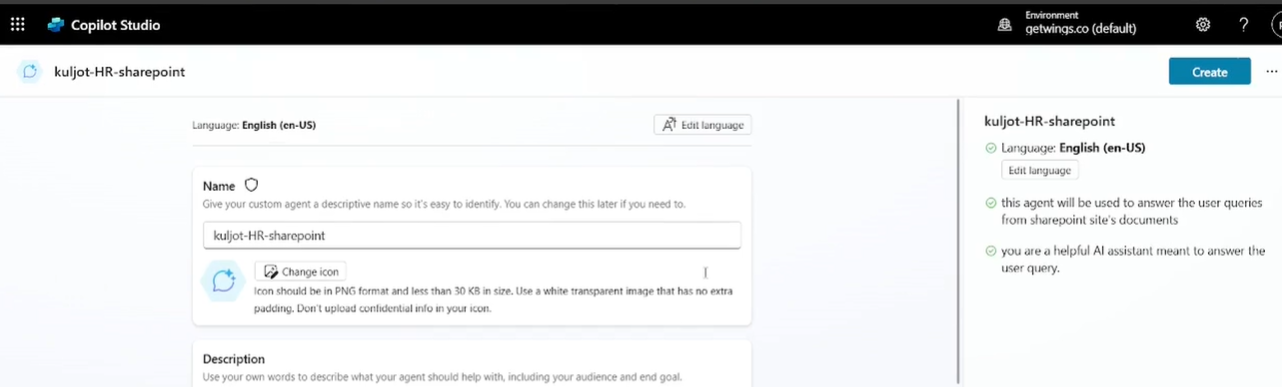 Copilot Studio
Environment
getwings.co (default)
?
kuljot-HR-sharepoint
Create
...
Language: English (en-US)
Edit language
Name
Give your custom agent a descriptive name so it's easy to identify. You can change this later if you need to.
kuljot-HR-sharepoint
Change icon
Icon should be in PNG format and less than 30 KB in size. Use a white transparent image that has no extra
padding. Don't upload confidential info in your icon.
Description
Use your own words to describe what your agent should help with, including your audience and end goal.
kuljot-HR-sharepoint
Language: English (en-US)
Edit language
this agent will be used to answer the user queries
from sharepoint site's documents
you are a helpful AI assistant meant to answer the
user query.